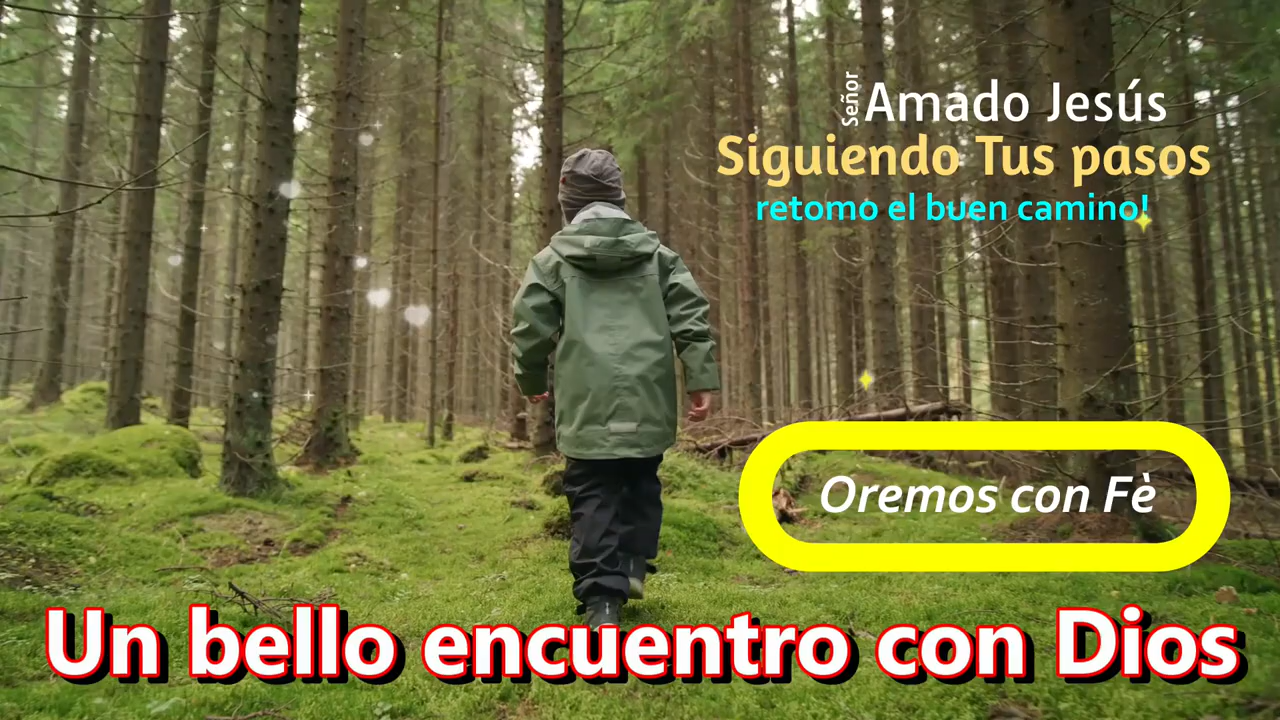 Señor Amado Jesús
Siguiendo Tus pasos
retomo el buen camino!
Oremos con Fè
Un bello encuentro con Dios